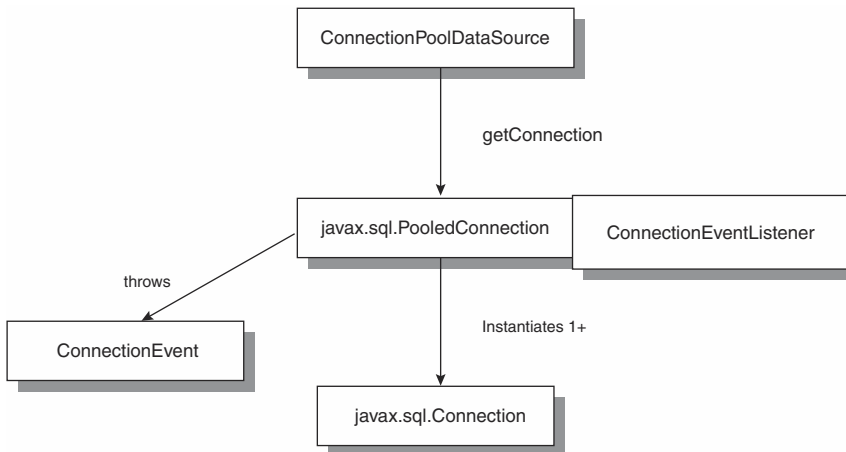 ConnectionPoolDataSource
getConnection
javax.sql.PooledConnection
ConnectionEventListener
throws
Instantiates 1+
ConnectionEvent
javax.sql.Connection